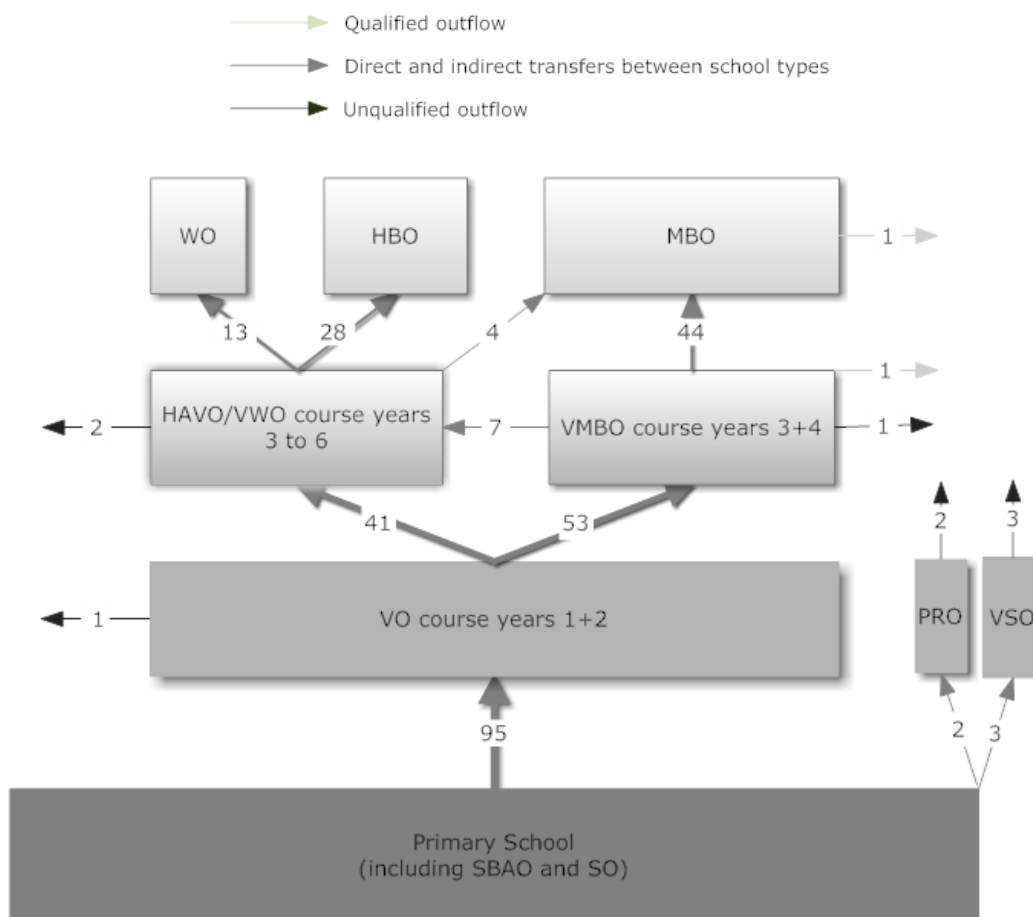 Qualified outflow
Direct and indirect transfers between school types
Unqualified outflow
WO
HBO
MBO
1
13
28
4
44
1
HAVO/VWO course years
3 to 6
VMBO course years 3+4
2
7
1
41
53
2
3
VO course years 1+2
1
PRO
VSO
95
2
3
Primary School
(including SBAO and SO)